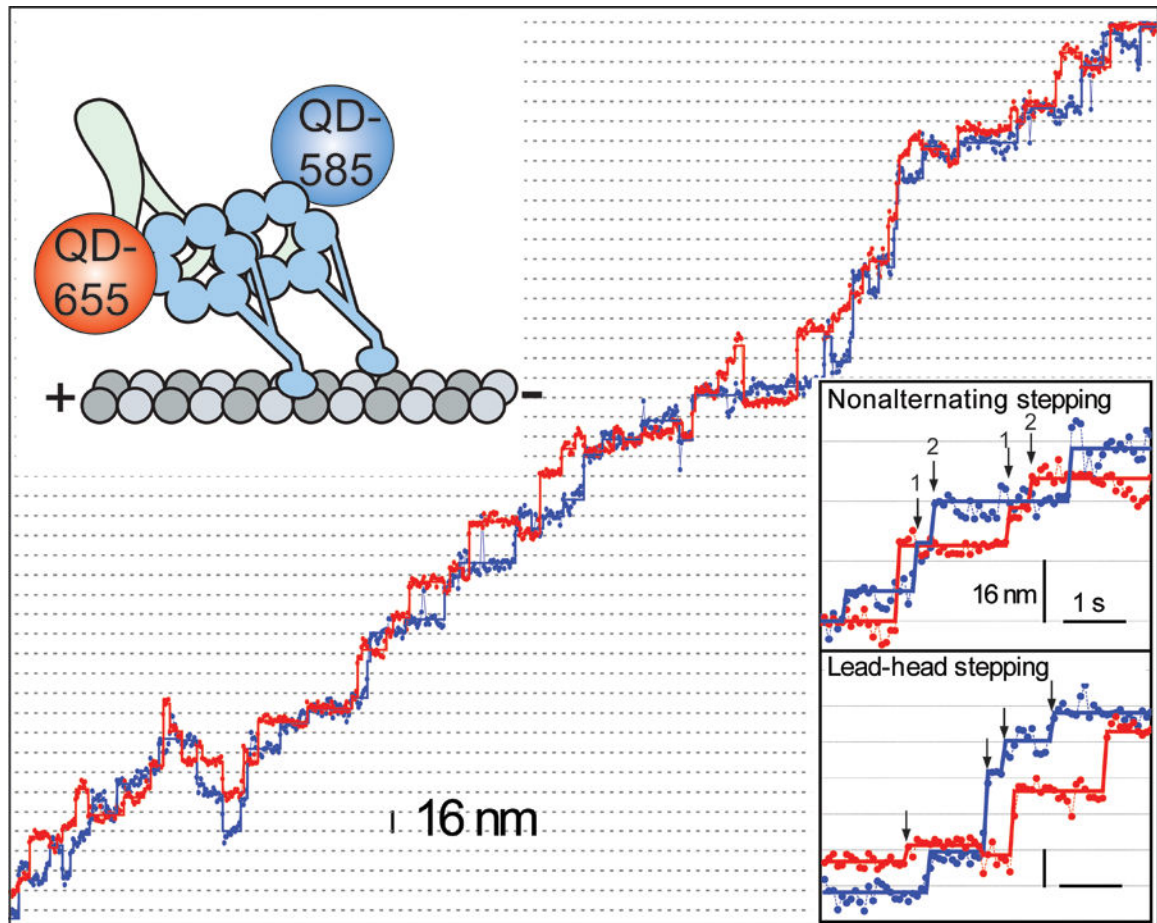 QD-
585
QD-
655
+
-
16 nm
Nonalternating stepping
1
2
1
2
16 nm
1 s
Lead-head stepping